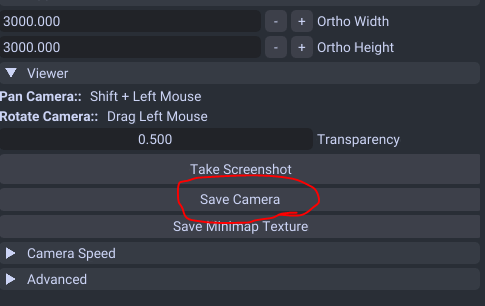 3000.000 - + Ortho Width
3000.000 - + Ortho Height
Viewer
Pan Camera:: Shift + Left Mouse
Rotate Camera:: Drag Left Mouse
0.500 Transparency
Take Screenshot
Save Camera
Save Minimap Texture
Camera Speed
Advanced